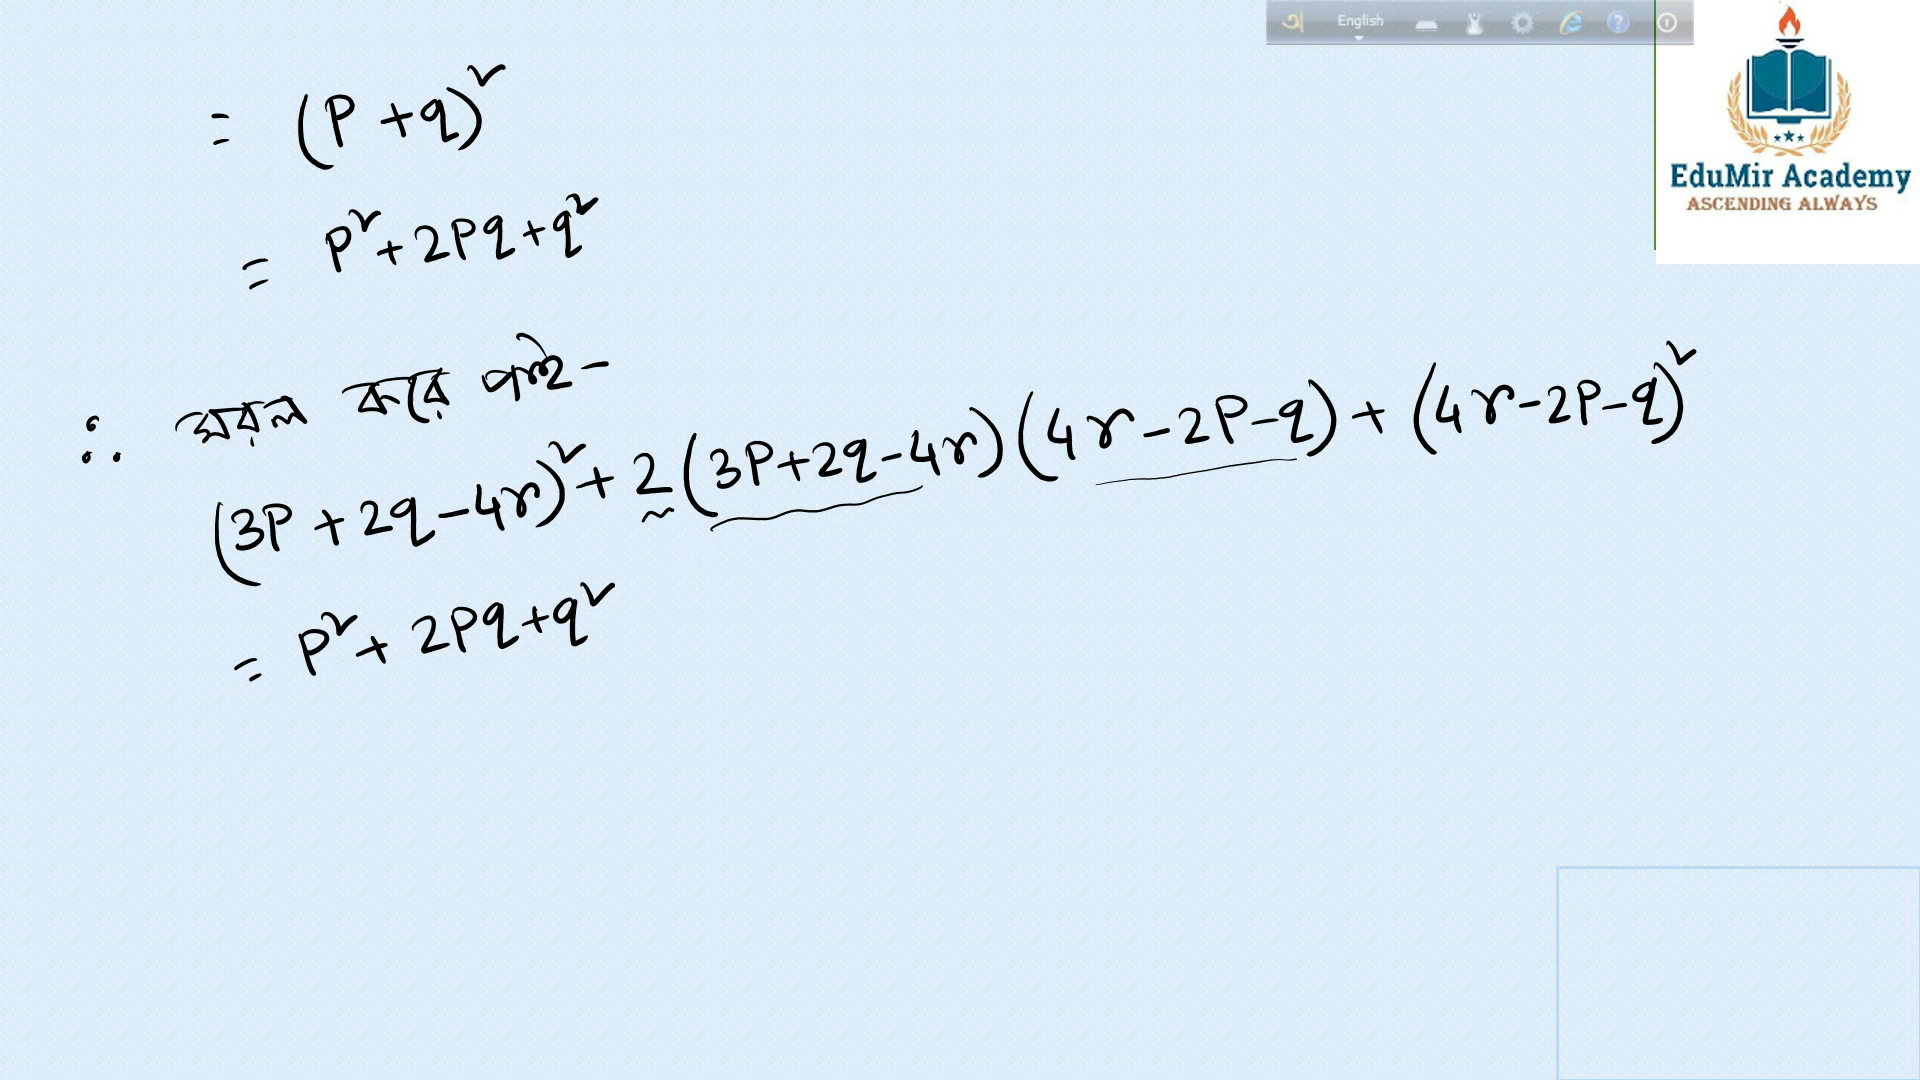 English
= (P + q)²
EduMir Academy
ASCENDING ALWAYS
= P² + 2Pq + q²
∴ সরল করে পাই -
(3P + 2q - 4r)² + 2(3P + 2q - 4r)(4r - 2P - q) + (4r - 2P - q)²
= P² + 2Pq + q²